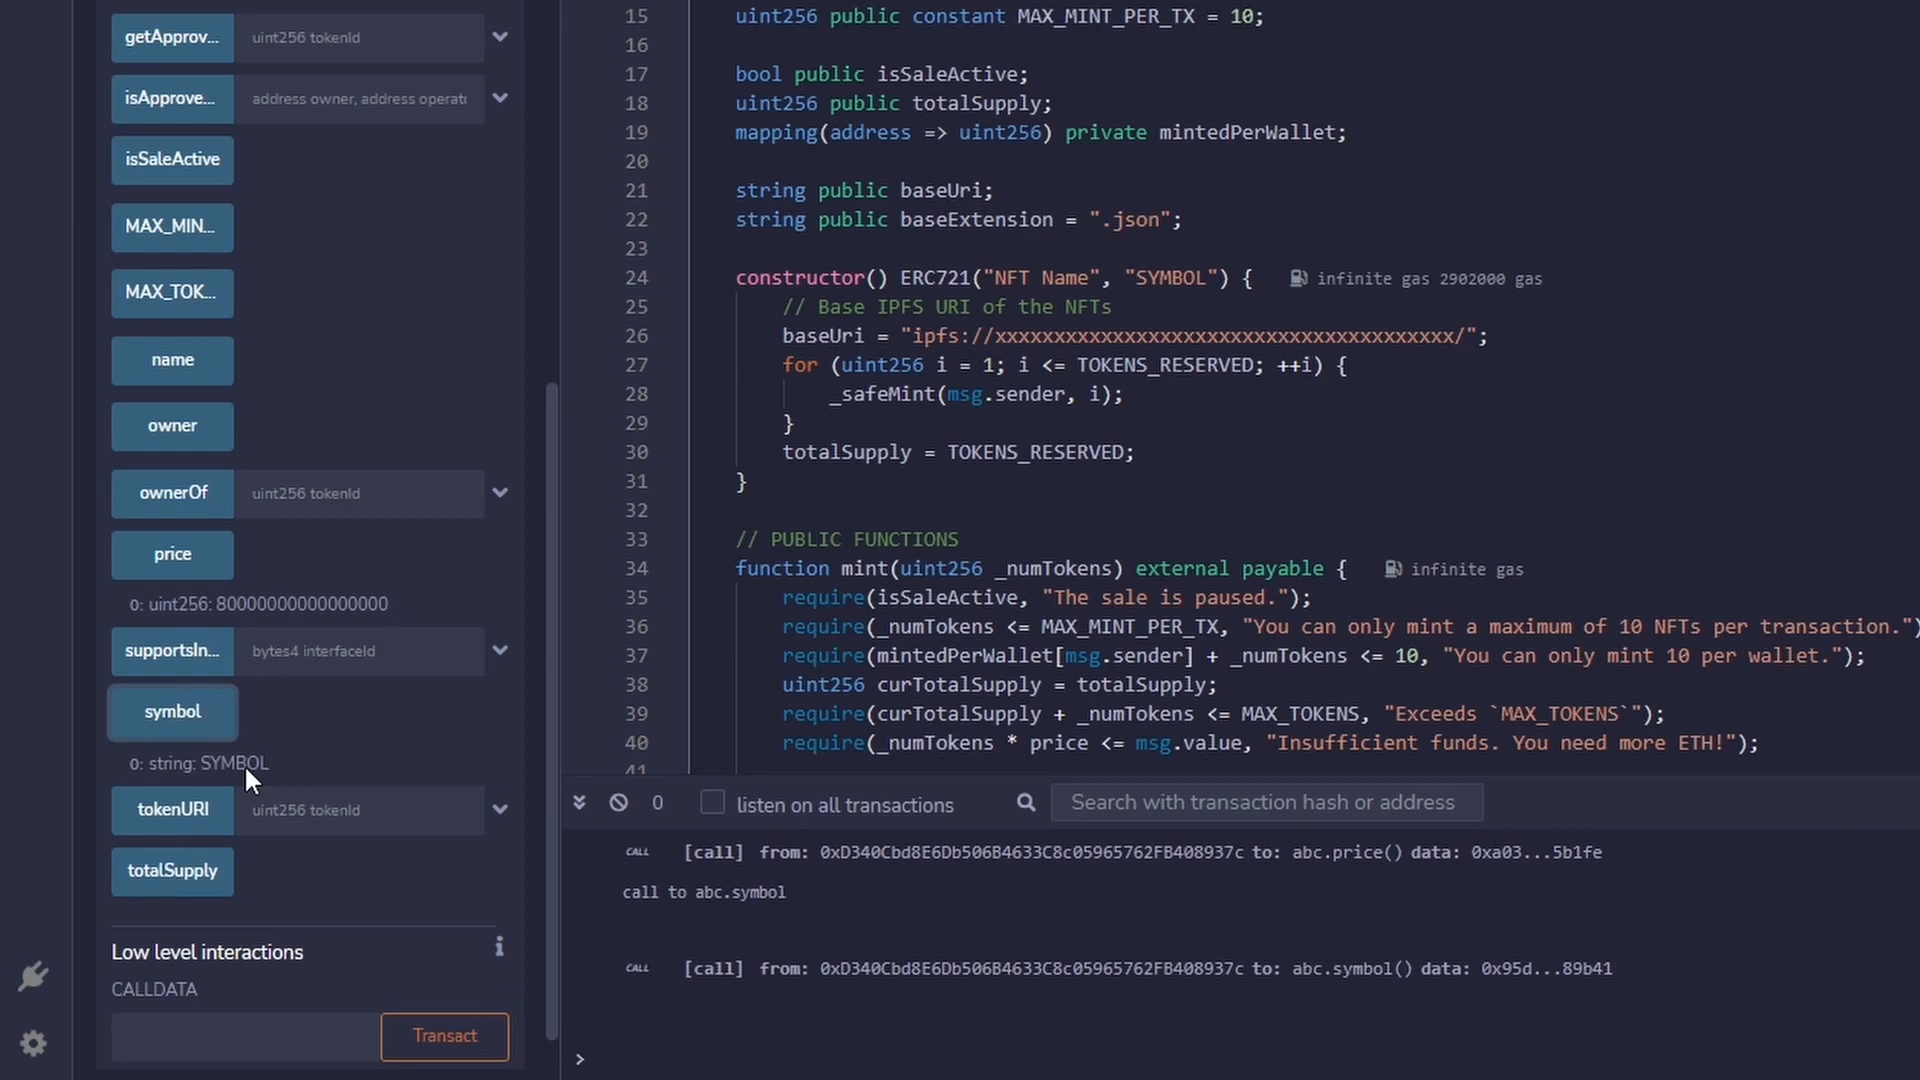 getApprov... uint256 tokenId
isApprove... address owner, address operat
isSaleActive
MAX_MIN...
MAX_TOK...
name
owner
ownerOf uint256 tokenId
price
0: uint256: 80000000000000000
supportsIn... bytes4 interfaceId
symbol
0: string: SYMBOL
tokenURI uint256 tokenId
totalSupply
Low level interactions
CALLDATA
Transact
15 uint256 public constant MAX_MINT_PER_TX = 10;
16
17 bool public isSaleActive;
18 uint256 public totalSupply;
19 mapping(address => uint256) private mintedPerWallet;
20
21 string public baseUri;
22 string public baseExtension = ".json";
23
24 constructor() ERC721("NFT Name", "SYMBOL") { infinite gas 2902000 gas
25 // Base IPFS URI of the NFTs
26 baseUri = "ipfs://xxxxxxxxxxxxxxxxxxxxxxxxxxxxxxxxxxxxxxx/";
27 for (uint256 i = 1; i <= TOKENS_RESERVED; ++i) {
28 _safeMint(msg.sender, i);
29 }
30 totalSupply = TOKENS_RESERVED;
31 }
32
33 // PUBLIC FUNCTIONS
34 function mint(uint256 _numTokens) external payable { infinite gas
35 require(isSaleActive, "The sale is paused.");
36 require(_numTokens <= MAX_MINT_PER_TX, "You can only mint a maximum of 10 NFTs per transaction.")
37 require(mintedPerWallet[msg.sender] + _numTokens <= 10, "You can only mint 10 per wallet.");
38 uint256 curTotalSupply = totalSupply;
39 require(curTotalSupply + _numTokens <= MAX_TOKENS, "Exceeds `MAX_TOKENS`");
40 require(_numTokens * price <= msg.value, "Insufficient funds. You need more ETH!");
41
0 listen on all transactions Search with transaction hash or address
CALL [call] from: 0xD340Cbd8E6Db506B4633C8c05965762FB408937c to: abc.price() data: 0xa03...5b1fe
call to abc.symbol
CALL [call] from: 0xD340Cbd8E6Db506B4633C8c05965762FB408937c to: abc.symbol() data: 0x95d...89b41
>